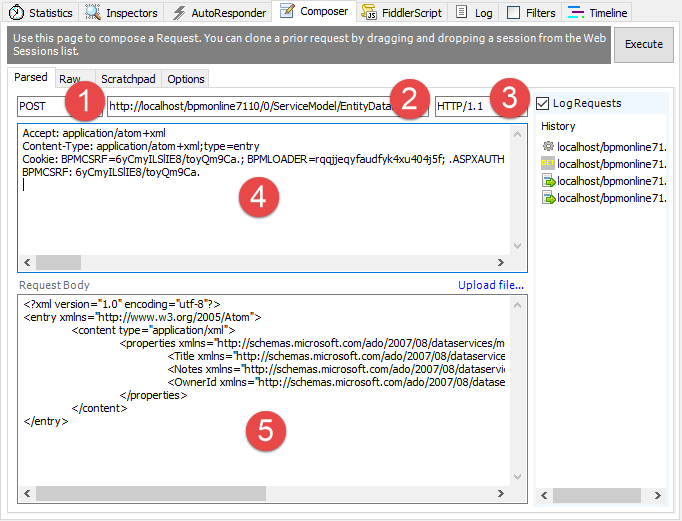 Statistics Inspectors AutoResponder Composer FiddlerScript Log Filters Timeline
Use this page to compose a Request. You can clone a prior request by dragging and dropping a session from the Web
Sessions list.
Execute
Parsed Raw Scratchpad Options
POST 1 http://localhost/bpmonline7110/0/ServiceModel/EntityData 2 HTTP/1.1 3
Log Requests
History
localhost/bpmonline71.
localhost/bpmonline71.
localhost/bpmonline71.
localhost/bpmonline71.
Accept: application/atom+xml
Content-Type: application/atom+xml;type=entry
Cookie: BPMCSRF=6yCmyILSlIE8/toyQm9Ca.; BPMLOADER=rqqjjeqyfaudfyk4xu404j5f; .ASPXAUTH
BPMCSRF: 6yCmyILSlIE8/toyQm9Ca.
4
Request Body Upload file...
<?xml version="1.0" encoding="utf-8"?>
<entry xmlns="http://www.w3.org/2005/Atom">
<content type="application/xml">
<properties xmlns="http://schemas.microsoft.com/ado/2007/08/dataservices/m
<Title xmlns="http://schemas.microsoft.com/ado/2007/08/dataservices
<Notes xmlns="http://schemas.microsoft.com/ado/2007/08/dataservice
<OwnerId xmlns="http://schemas.microsoft.com/ado/2007/08/datase
</properties>
</content>
</entry>
5